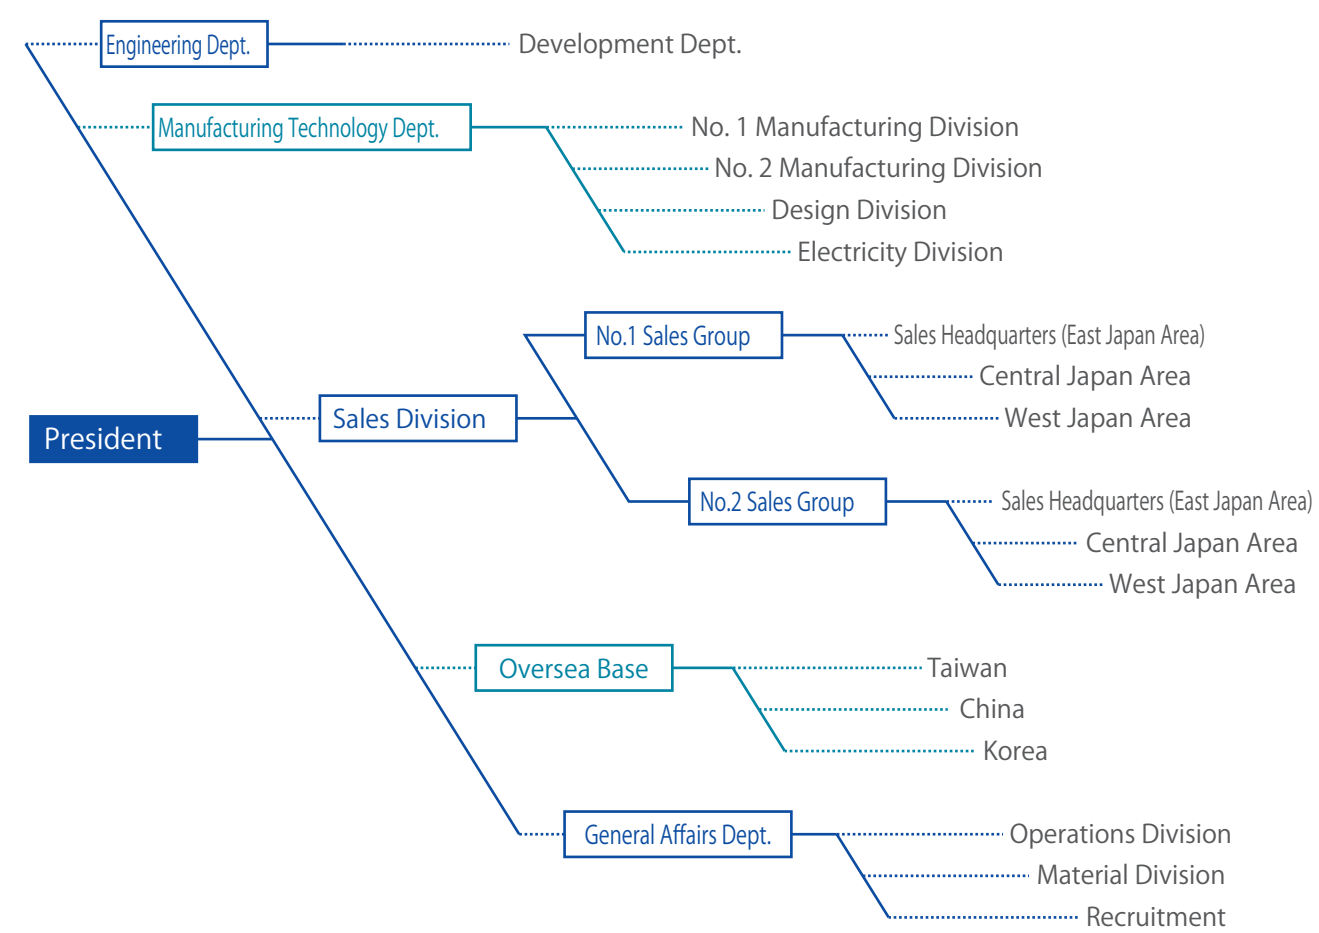 Engineering Dept.
Development Dept.
Manufacturing Technology Dept.
No. 1 Manufacturing Division
No. 2 Manufacturing Division
Design Division
Electricity Division
No.1 Sales Group
Sales Headquarters (East Japan Area)
Central Japan Area
West Japan Area
Sales Division
President
No.2 Sales Group
Sales Headquarters (East Japan Area)
Central Japan Area
West Japan Area
Oversea Base
Taiwan
China
Korea
General Affairs Dept.
Operations Division
Material Division
Recruitment